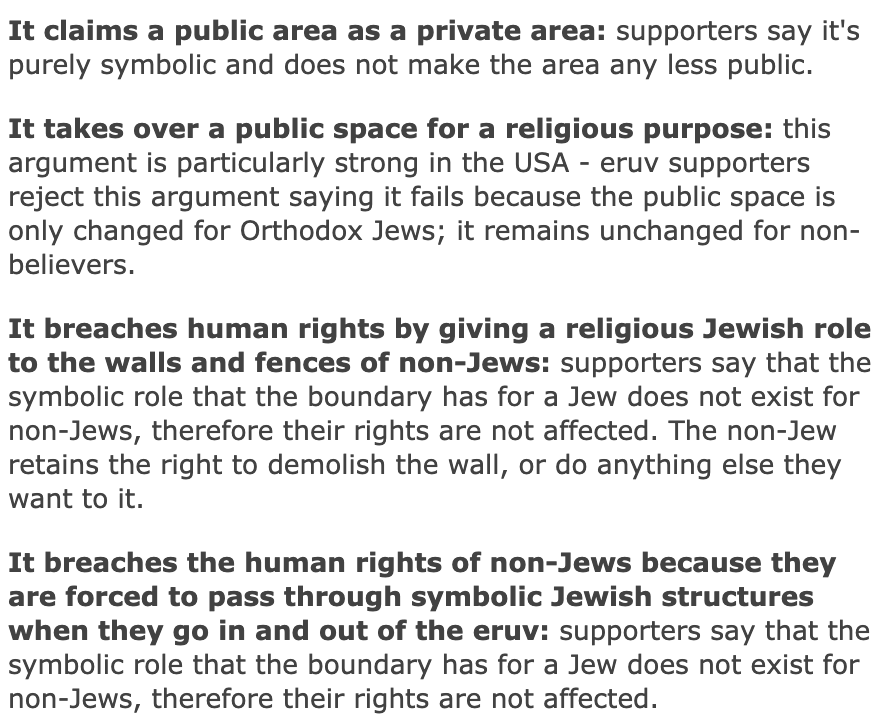 It claims a public area as a private area: supporters say it's
purely symbolic and does not make the area any less public.
It takes over a public space for a religious purpose: this
argument is particularly strong in the USA - eruv supporters
reject this argument saying it fails because the public space is
only changed for Orthodox Jews; it remains unchanged for non-
believers.
It breaches human rights by giving a religious Jewish role
to the walls and fences of non-Jews: supporters say that the
symbolic role that the boundary has for a Jew does not exist for
non-Jews, therefore their rights are not affected. The non-Jew
retains the right to demolish the wall, or do anything else they
want to it.
It breaches the human rights of non-Jews because they
are forced to pass through symbolic Jewish structures
when they go in and out of the eruv: supporters say that the
symbolic role that the boundary has for a Jew does not exist for
non-Jews, therefore their rights are not affected.